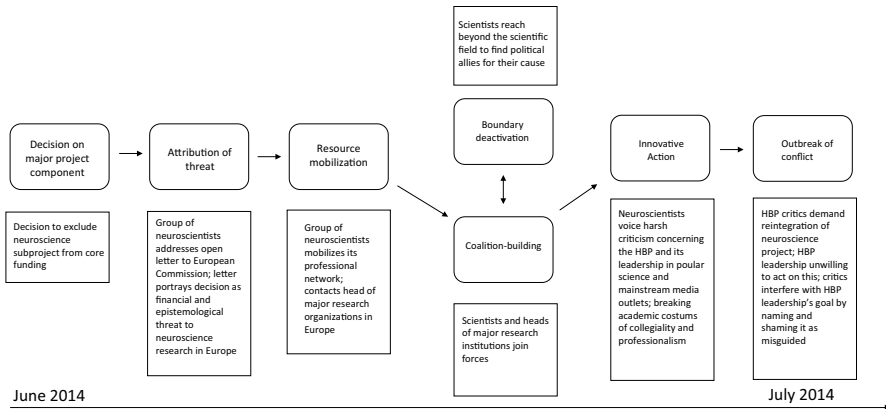 Scientists reach
beyond the scientific
field to find political
allies for their cause
Decision on
major project
component
Attribution of
threat
Resource
mobilization
Boundary
deactivation
Innovative
Action
Outbreak of
conflict
Decision to exclude
neuroscience
subproject from core
funding
Group of
neuroscientists
addresses open
letter to European
Commission; letter
portrays decision as
financial and
epistemological
threat to
neuroscience
research in Europe
Group of
neuroscientists
mobilizes its
professional
network;
contacts head of
major research
organizations in
Europe
Coalition-building
Scientists and heads
of major research
institutions join
forces
Neuroscientists
voice harsh
criticism concerning
the HBP and its
leadership in poular
science and
mainstream media
outlets; breaking
academic costums
of collegiality and
professionalism
HBP critics demand
reintegration of
neuroscience
project; HBP
leadership unwilling
to act on this; critics
interfere with HBP
leadership’s goal by
naming and
shaming it as
misguided
June 2014
July 2014